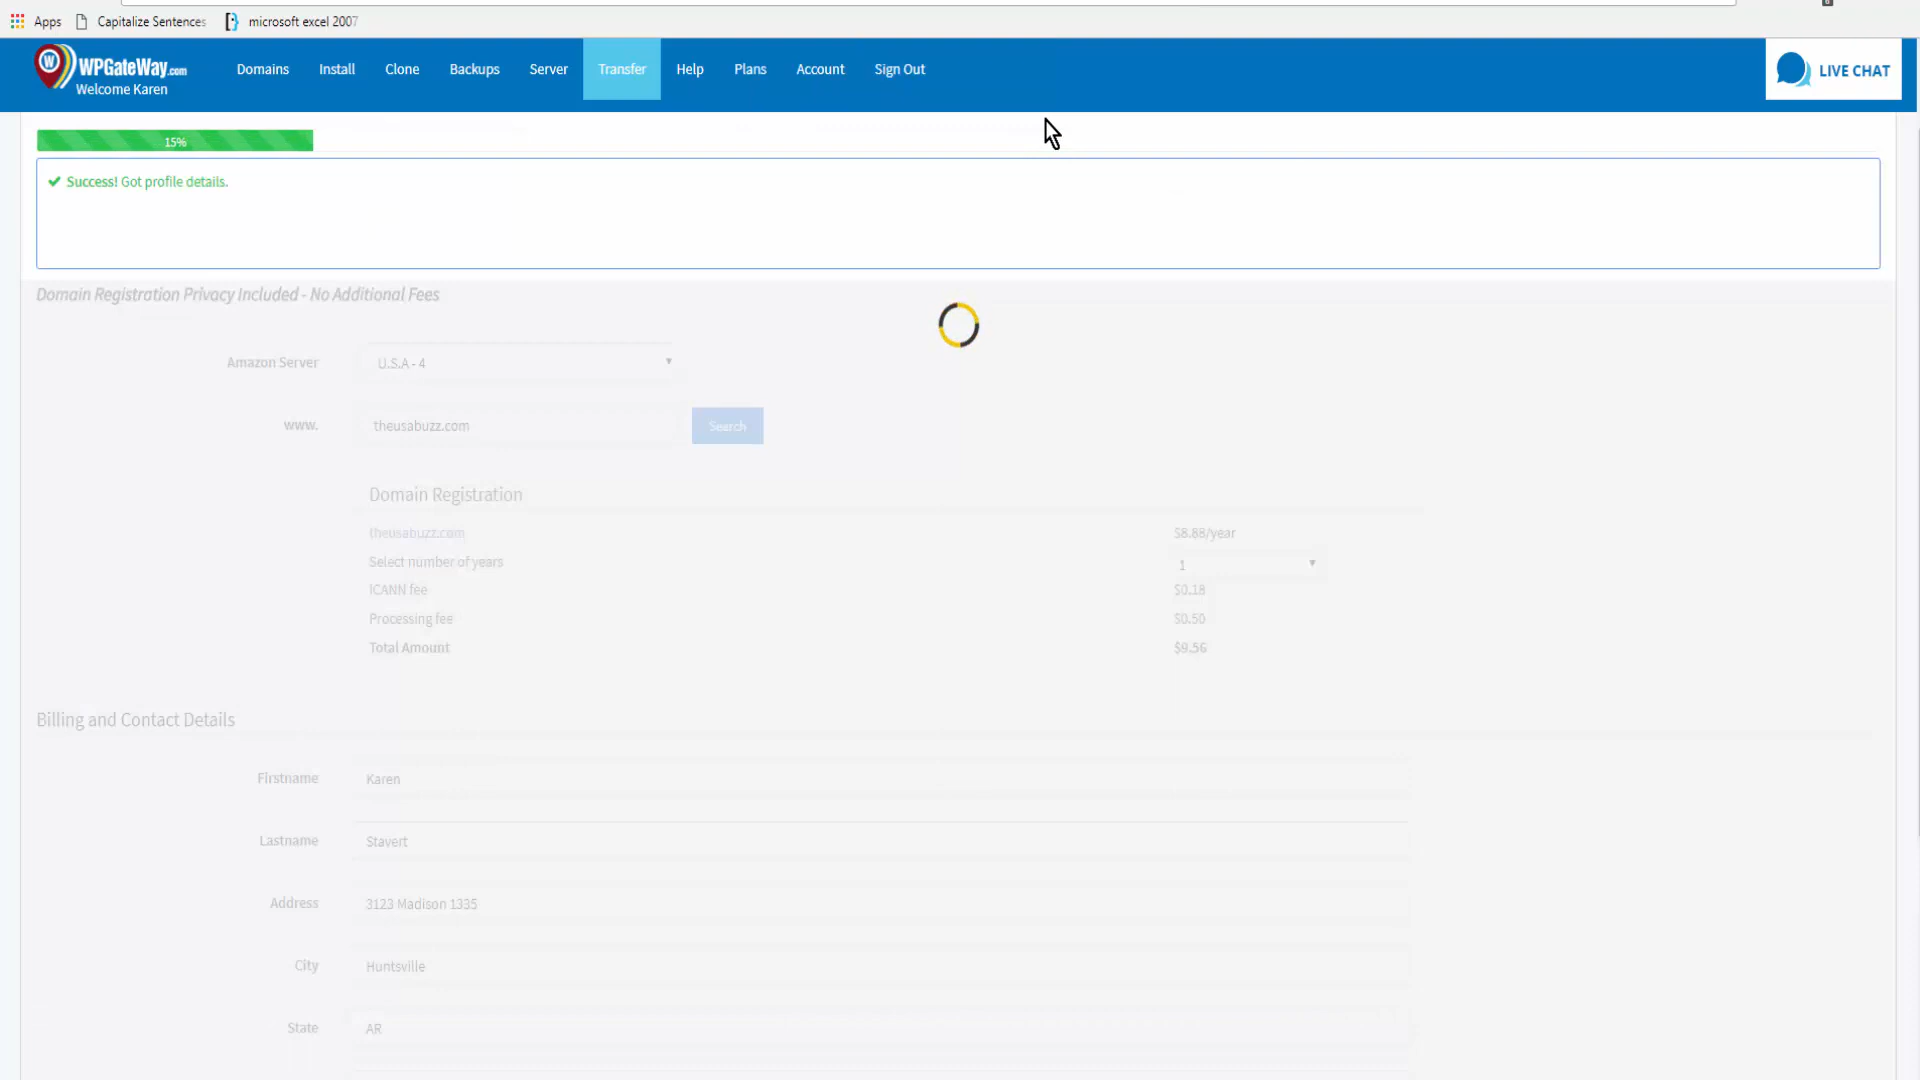 Apps Capitalize Sentences microsoft excel 2007
WPGateWay.com
Welcome Karen
Domains Install Clone Backups Server Transfer Help Plans Account Sign Out
LIVE CHAT
15%
Success! Got profile details.
Domain Registration Privacy Included - No Additional Fees
Amazon Server U.S.A - 4
www. theusabuzz.com Search
Domain Registration
theusabuzz.com $8.88/year
Select number of years 1
ICANN fee $0.18
Processing fee $0.50
Total Amount $9.56
Billing and Contact Details
Firstname Karen
Lastname Stavert
Address 3123 Madison 1335
City Huntsville
State AR